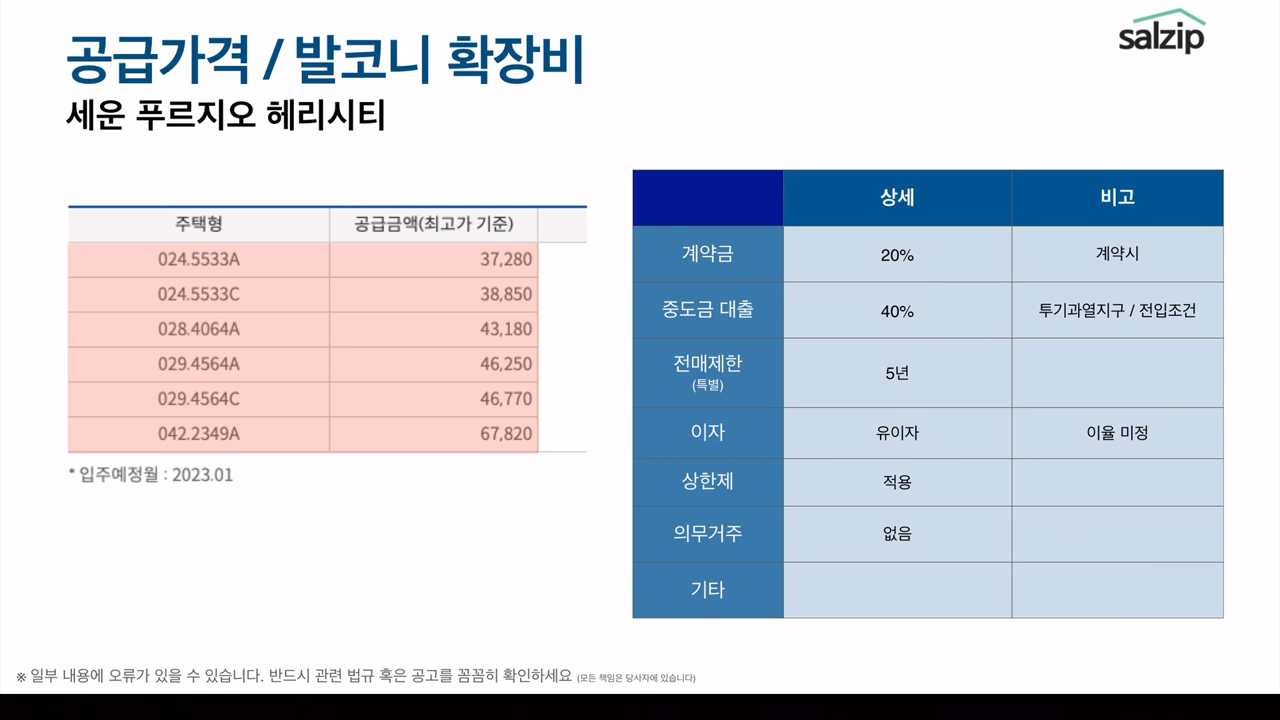 공급가격 / 발코니 확장비
salzip
세운 푸르지오 헤리시티
주택형 공급금액(최고가 기준)
024.5533A 37,280
024.5533C 38,850
028.4064A 43,180
029.4564A 46,250
029.4564C 46,770
042.2349A 67,820
* 입주예정월 : 2023.01
상세 비고
계약금 20% 계약시
중도금 대출 40% 투기과열지구 / 전입조건
전매제한
(특별) 5년
이자 유이자 이율 미정
상한제 적용
의무거주 없음
기타
※ 일부 내용에 오류가 있을 수 있습니다. 반드시 관련 법규 혹은 공고를 꼼꼼히 확인하세요 (모든 책임은 당사자에 있습니다)